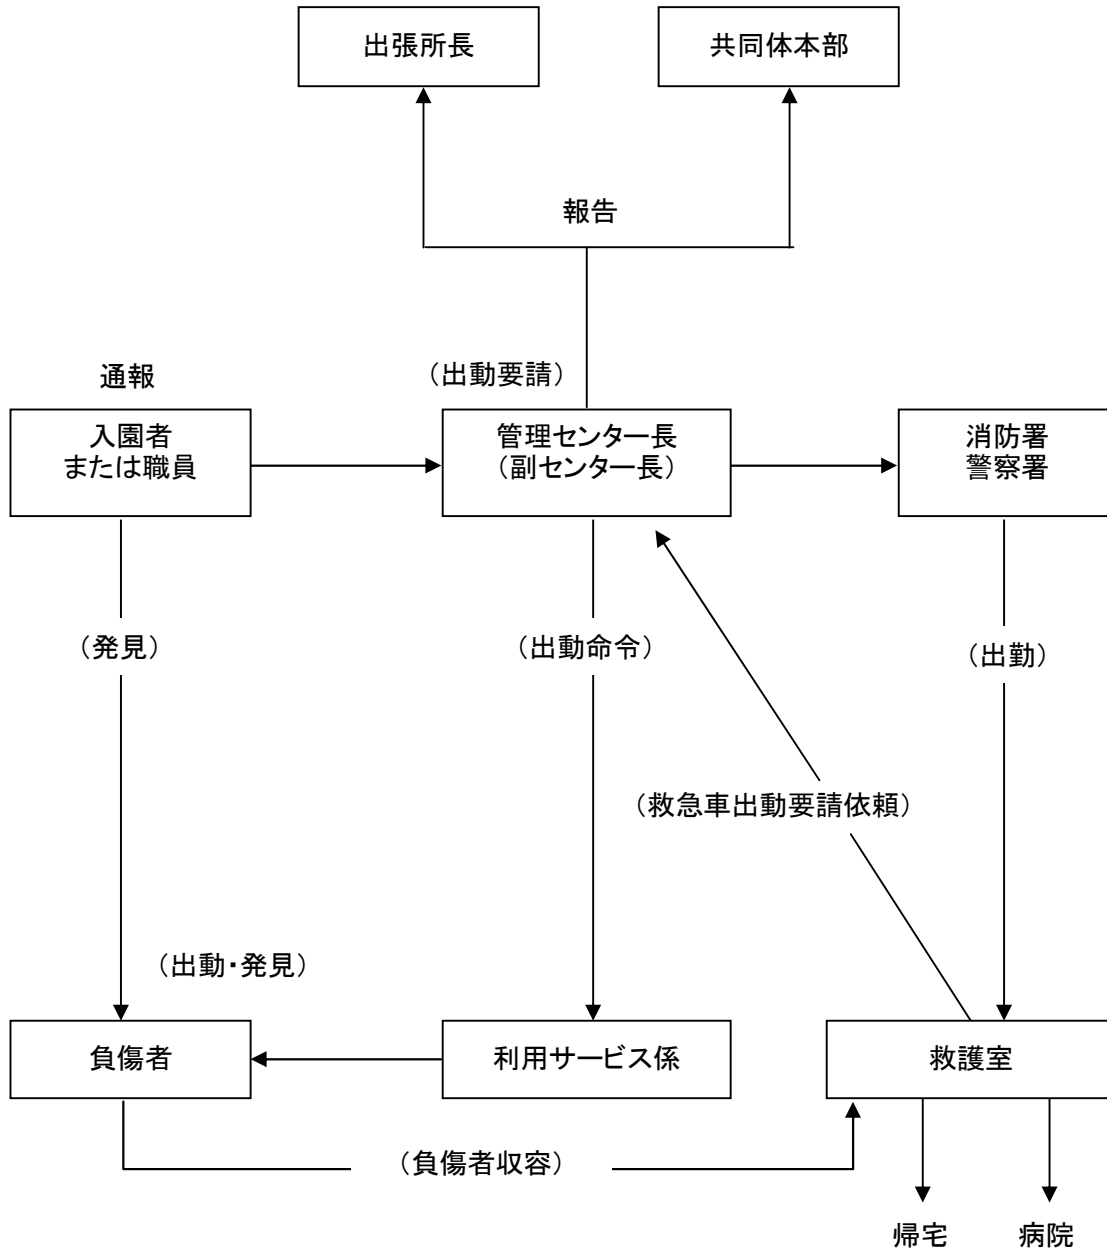 出張所長
共同体本部
報告
通報
（出動要請）
入園者
または職員
管理センター長
（副センター長）
消防署
警察署
（発見）
（出動命令）
（出勤）
（救急車出動要請依頼）
（出動・発見）
負傷者
利用サービス係
救護室
（負傷者収容）
帰宅
病院